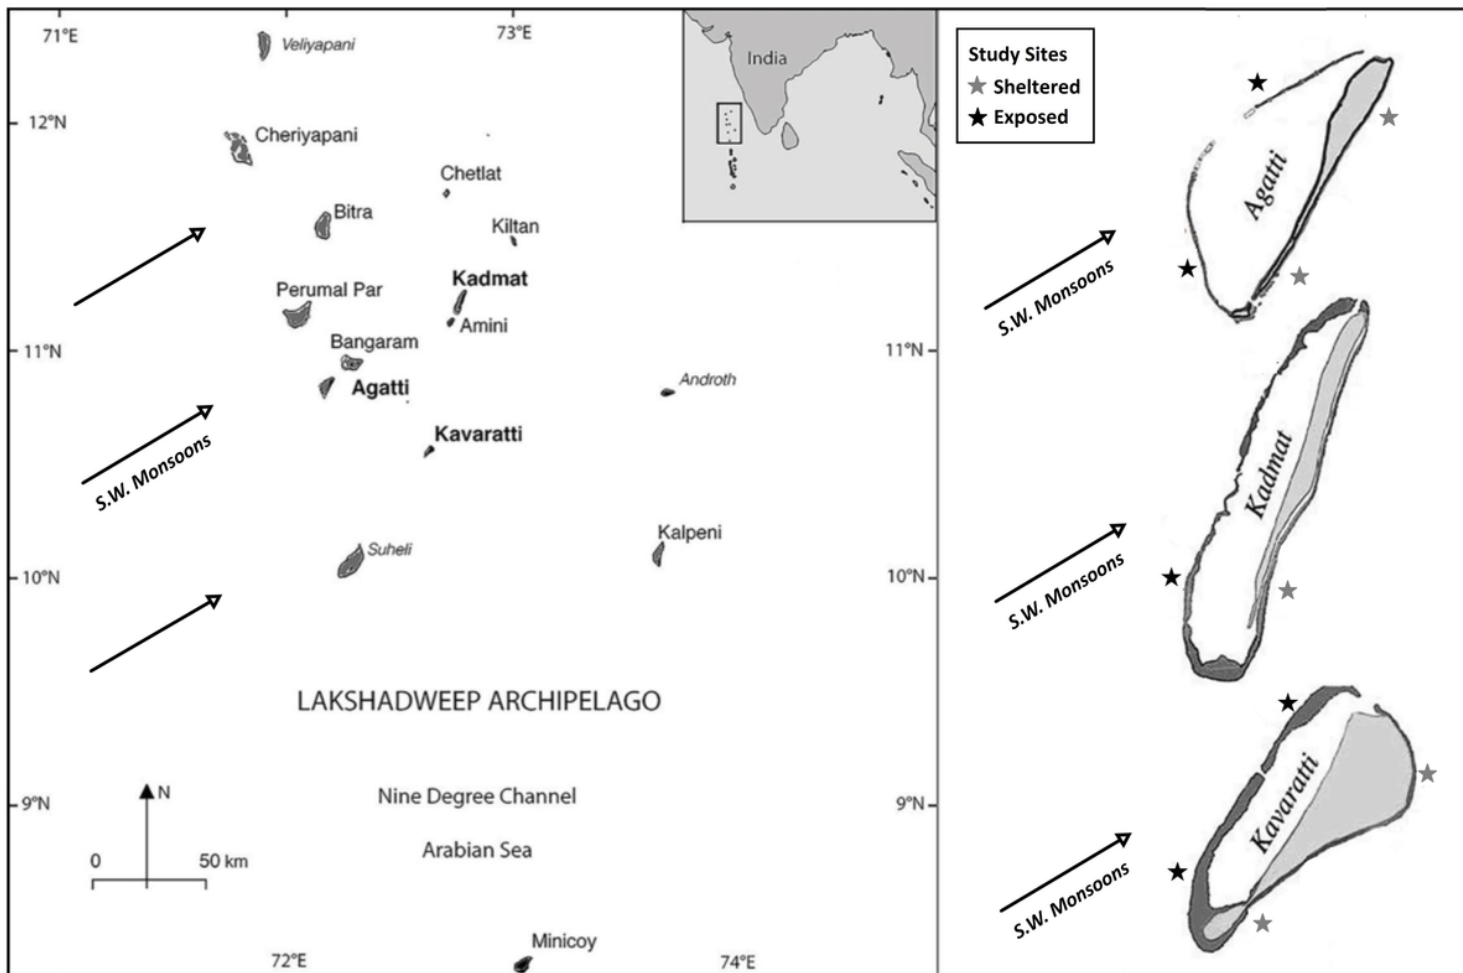 71°E
73°E
Veliyapani
India
12°N
Cheriyapani
Chetlat
Bitra
Kiltan
Kadmat
Perumal Par
Amini
Bangaram
11°N
11°N
Agatti
Androth
Kavaratti
S.W. Monsoons
Suheli
Kalpeni
10°N
10°N
LAKSHADWEEP ARCHIPELAGO
Nine Degree Channel
9°N
9°N
N
Arabian Sea
0
50 km
Minicoy
72°E
74°E
Study Sites
Sheltered
Exposed
Agatti
S.W. Monsoons
Kadmat
S.W. Monsoons
Kavaratti
S.W. Monsoons